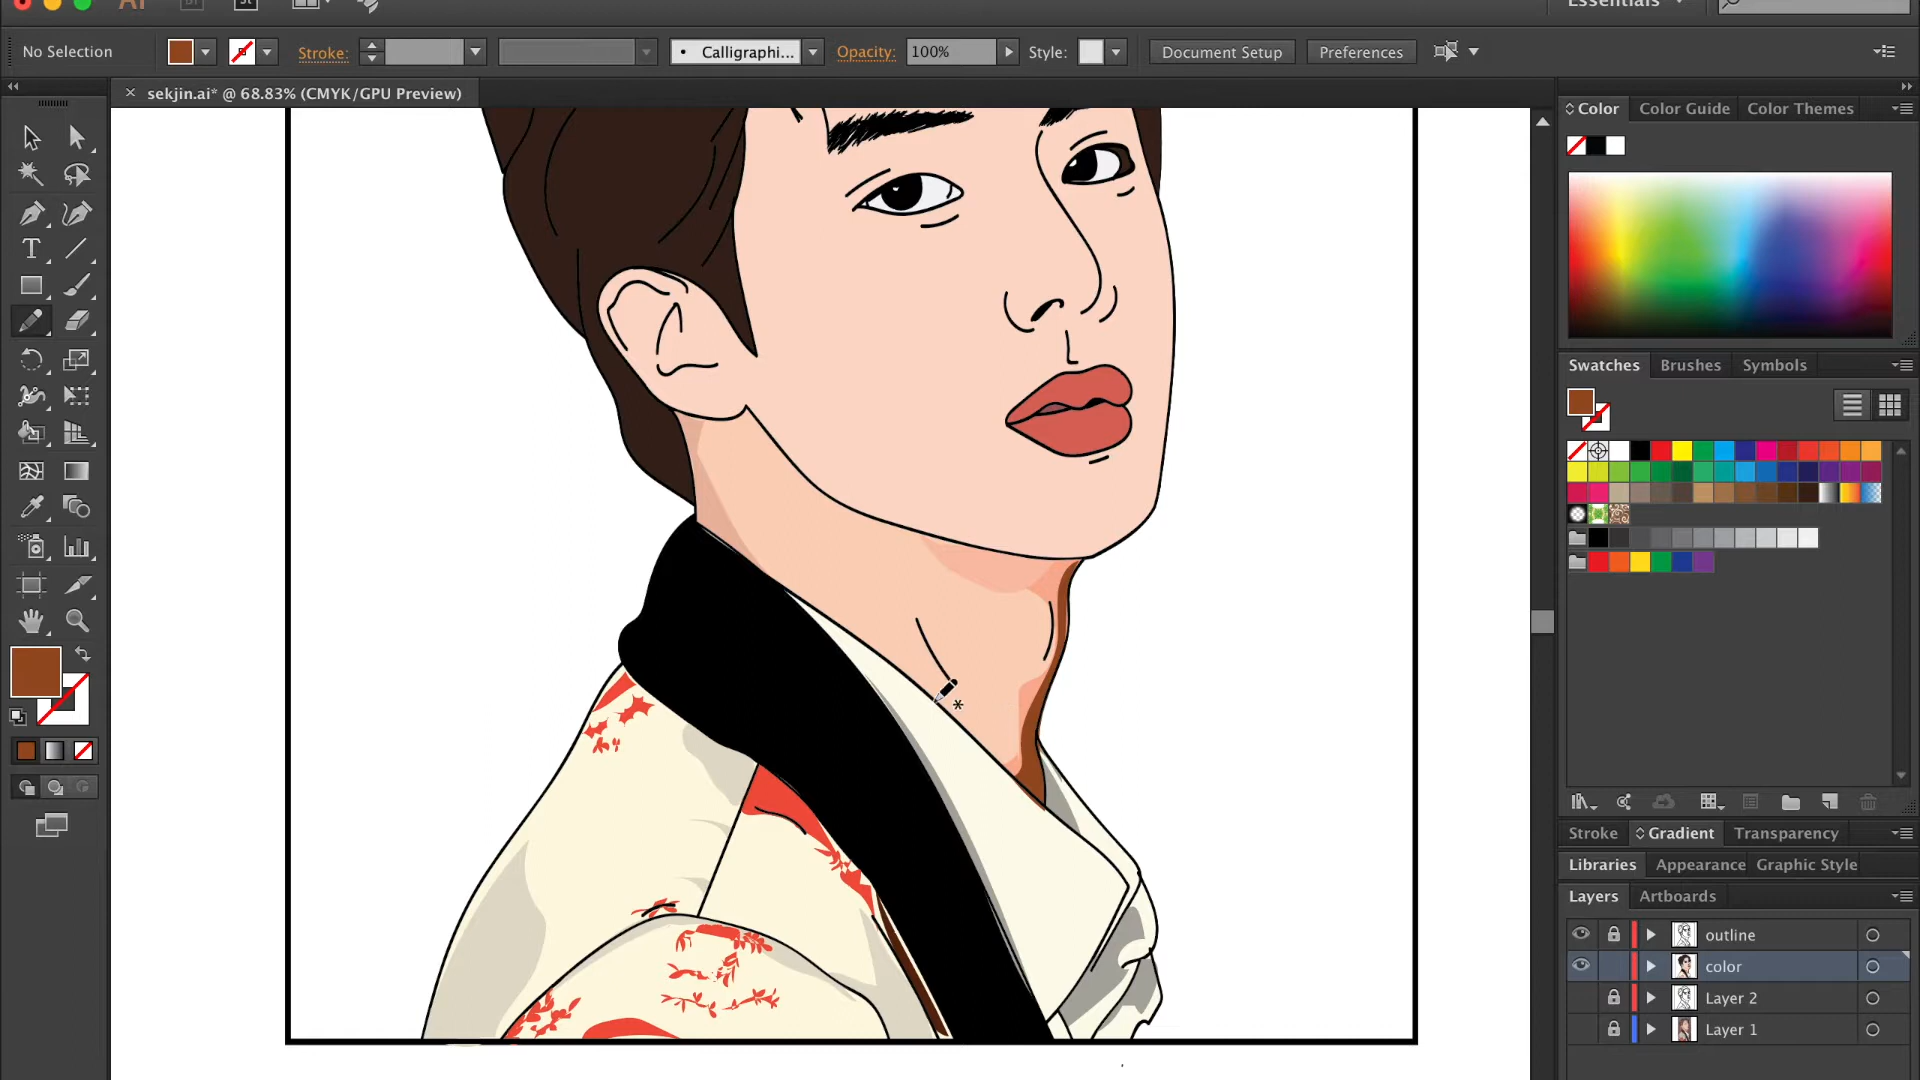 Essentials
No Selection
Stroke:
Calligraphi...
Opacity:
100%
Style:
Document Setup
Preferences
sekjin.ai* @ 68.83% (CMYK/GPU Preview)
Color
Color Guide
Color Themes
Swatches
Brushes
Symbols
Stroke
Gradient
Transparency
Libraries
Appearance
Graphic Style
Layers
Artboards
outline
color
Layer 2
Layer 1